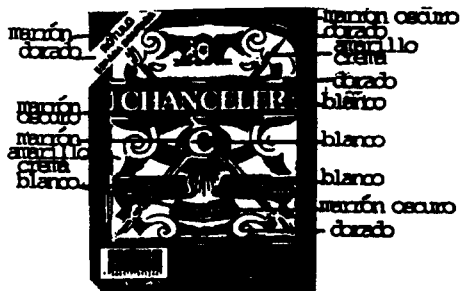 marrón oscuro
dorado
amarillo
crema
dorado
blanco
blanco
blanco
marrón oscuro
dorado
marrón
dorado
marrón
oscuro
marrón
amarillo
crema
blanco
RÓTULO
CHANCELER